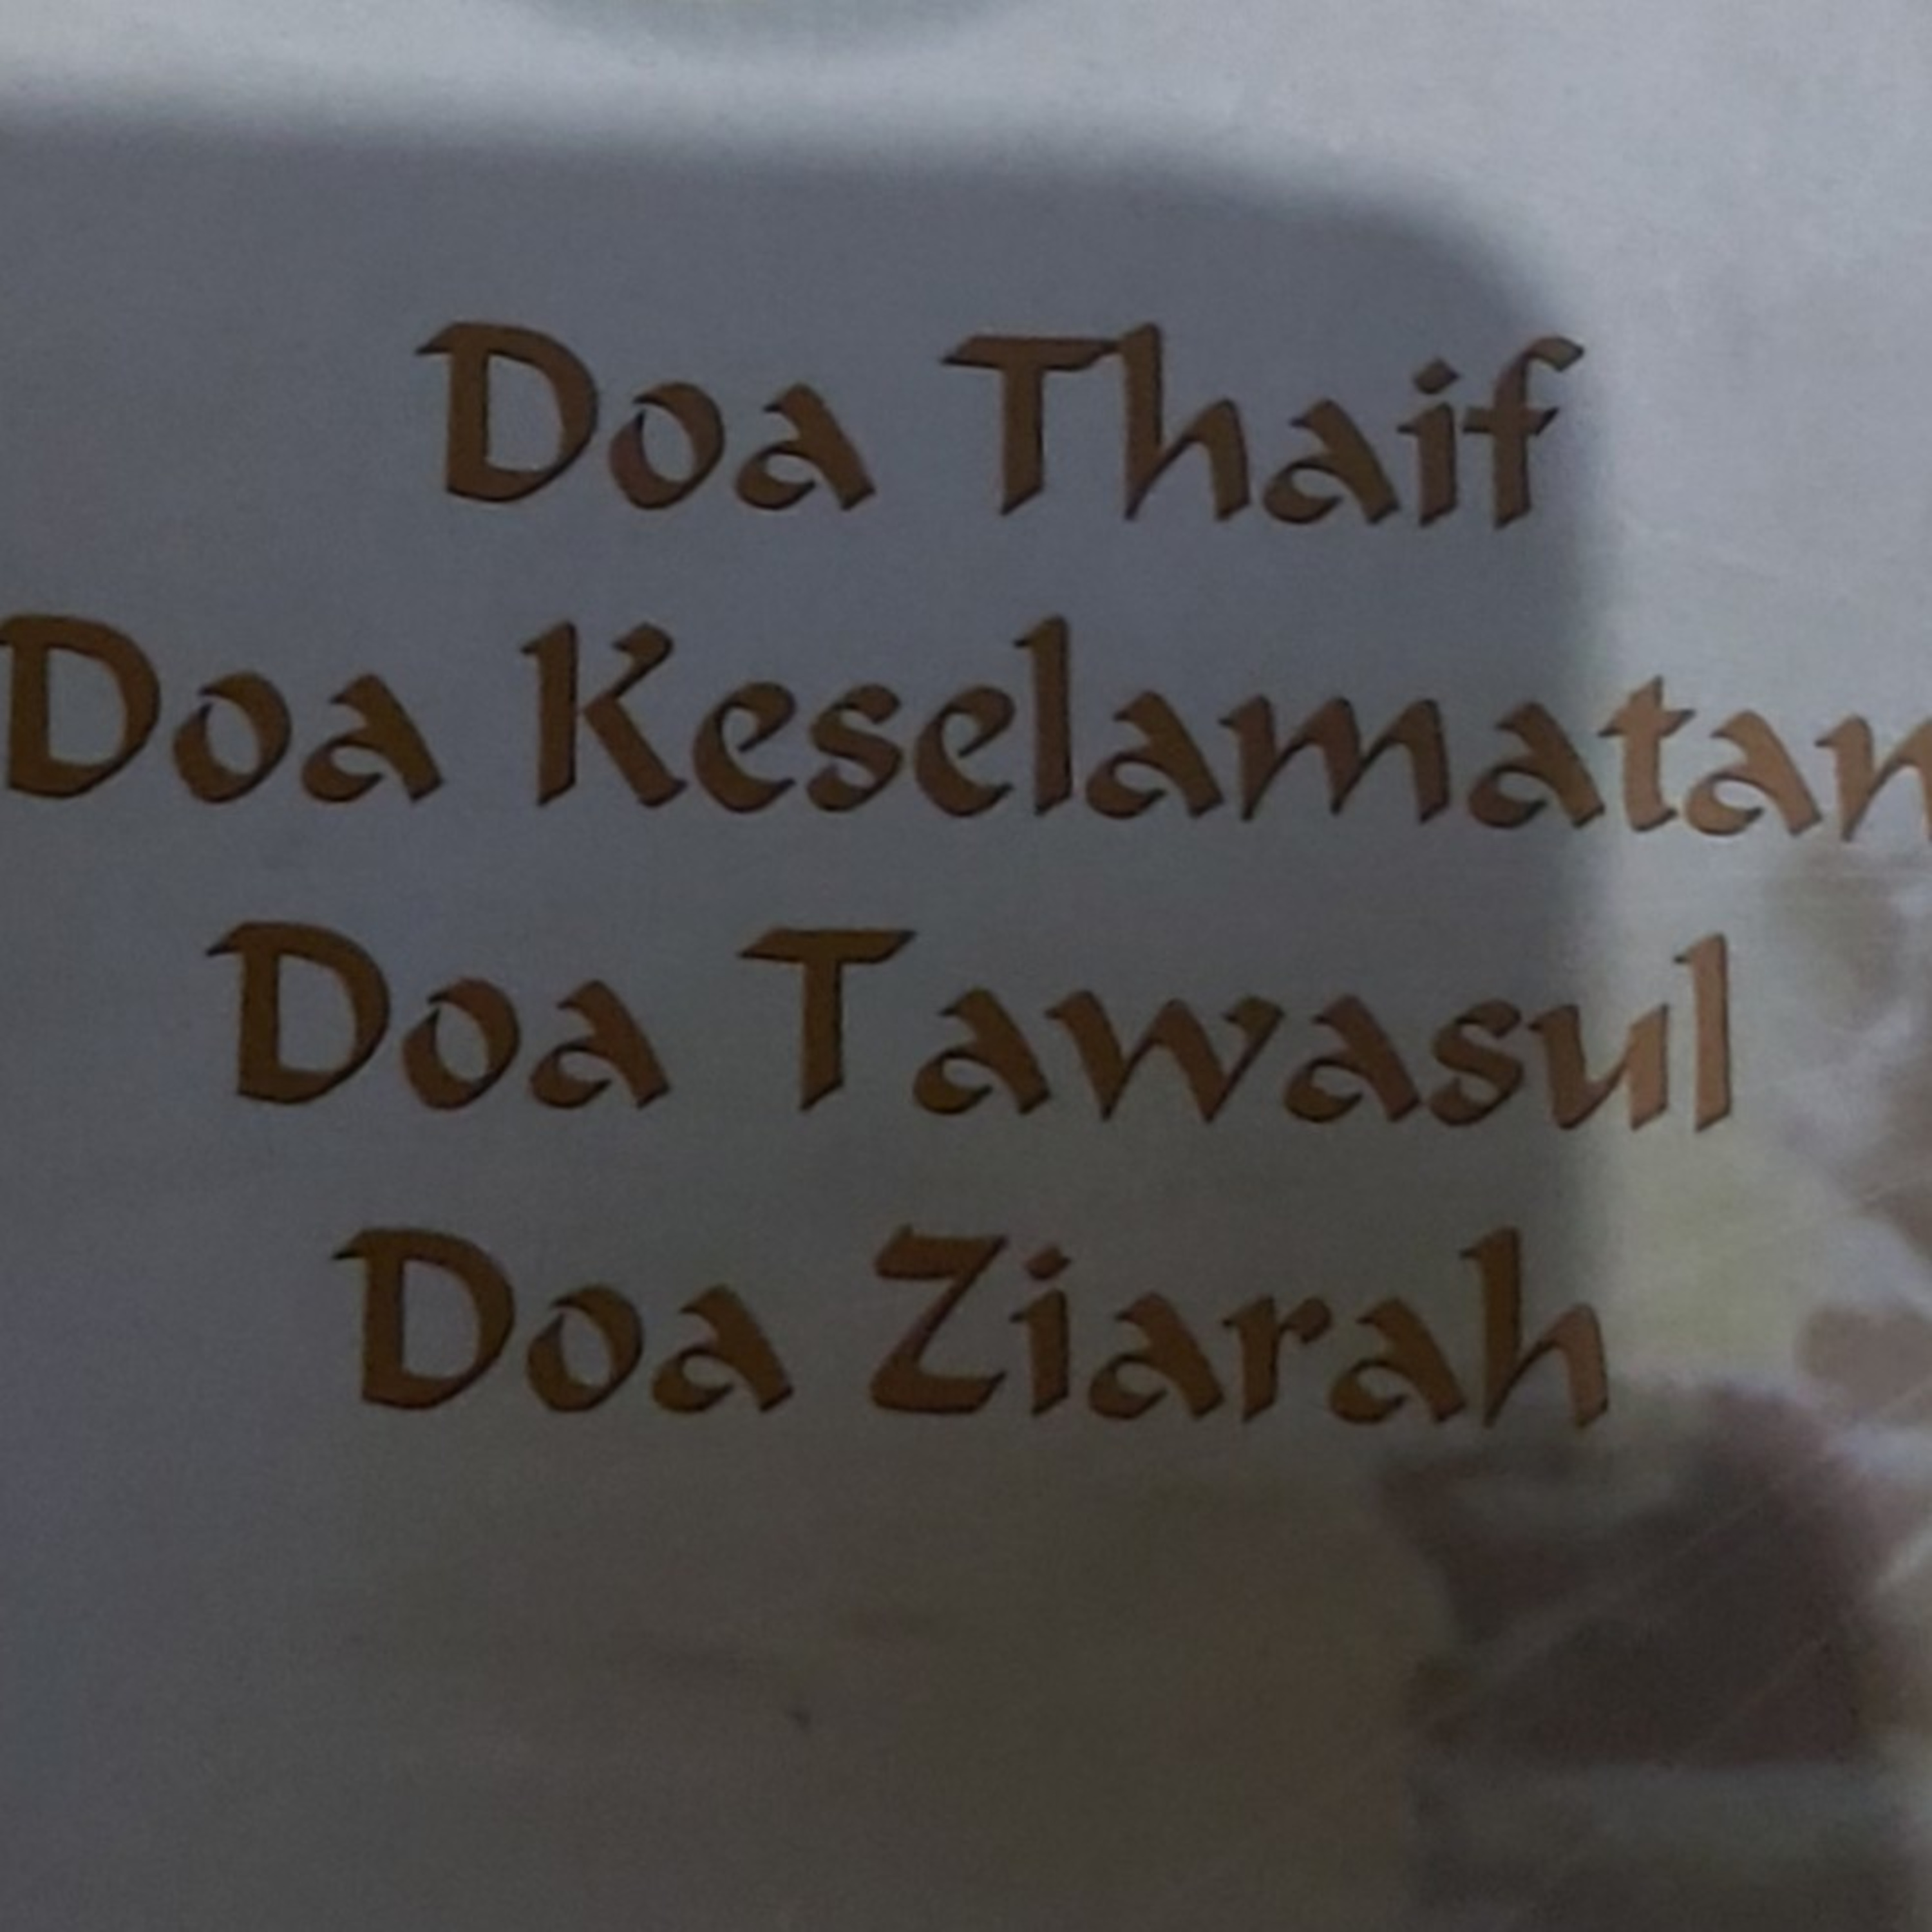 Doa Thaif
Doa Keselamatan
Doa Tawasul
Doa Ziarah